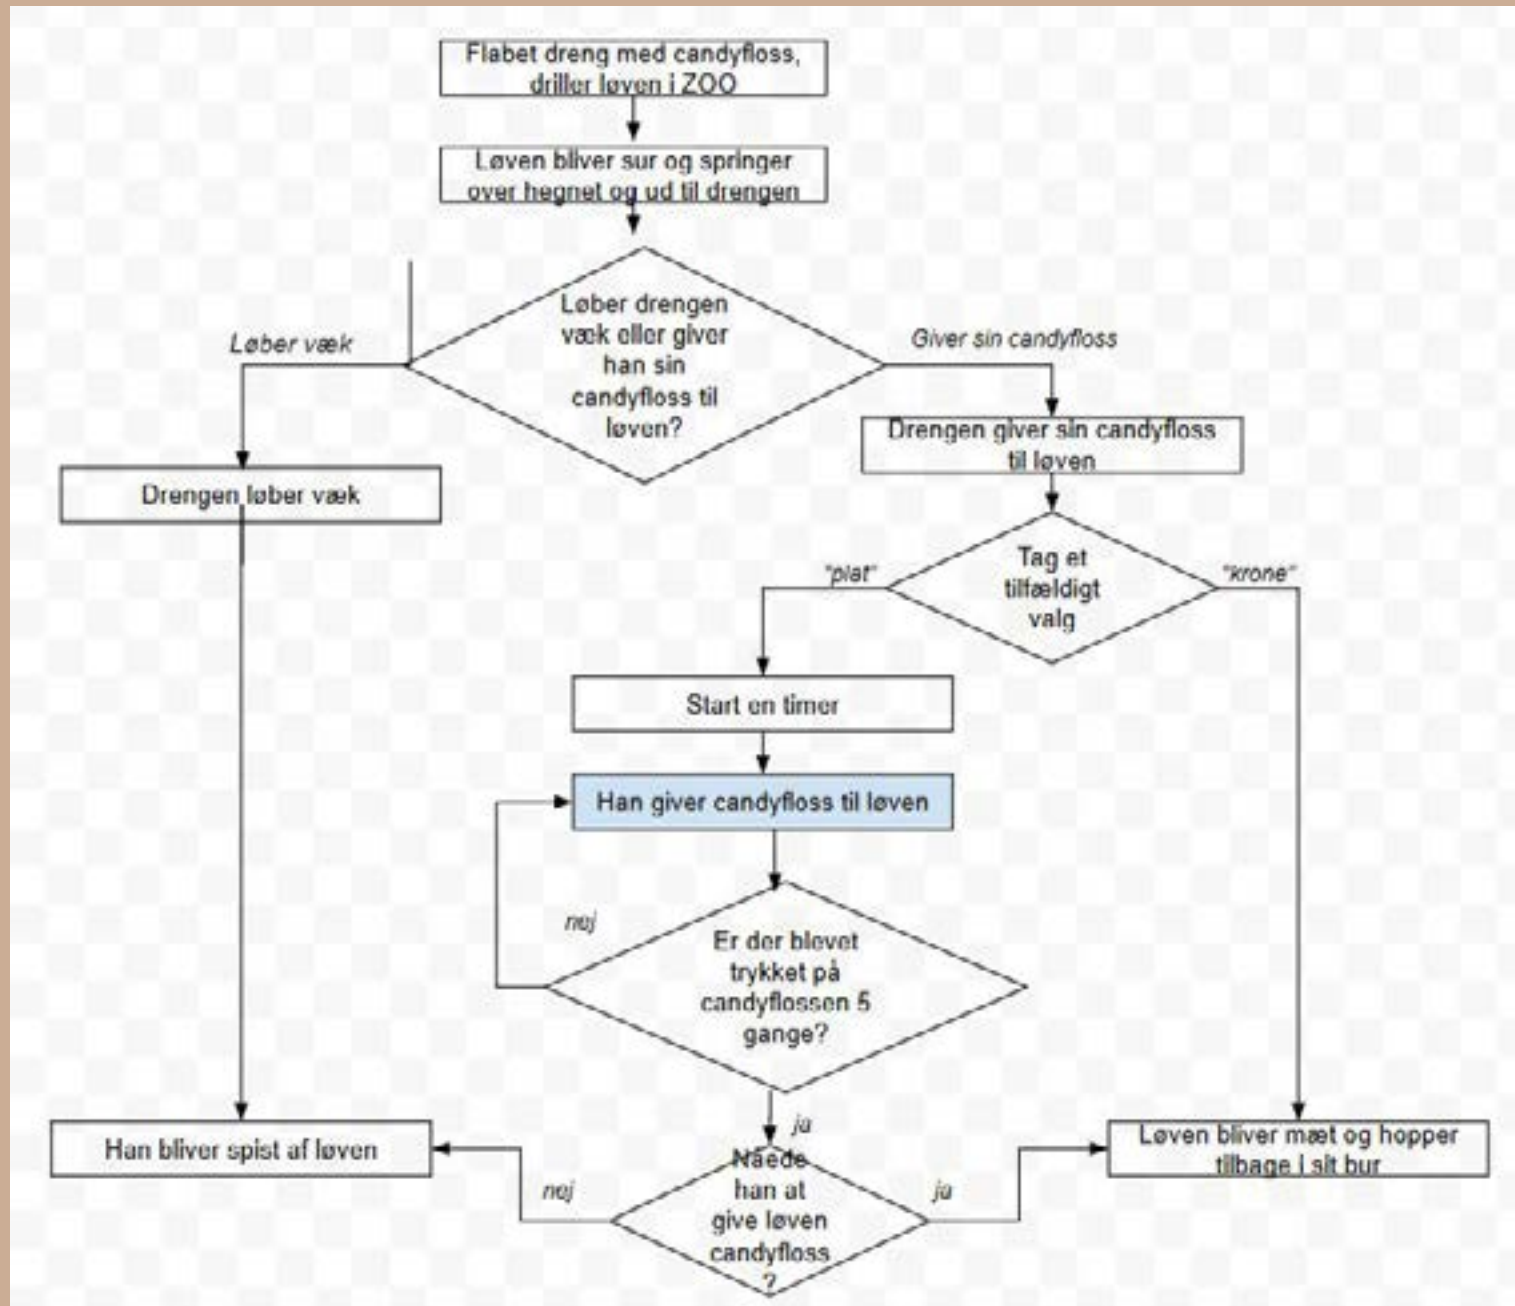 Flabet dreng med candyfloss,
driller løven i ZOO
Løven bliver sur og springer
over hegnet og ud til drengen
Løber drengen
væk eller giver
han sin
candyfloss til
løven?
Løber væk
Giver sin candyfloss
Drengen løber væk
Drengen giver sin candyfloss
til løven
Tag et
tilfældigt
valg
"plat"
"krone"
Start en timer
Han giver candyfloss til løven
nej
Er der blevet
trykket på
candyflossen 5
gange?
ja
Han bliver spist af løven
Løven bliver mæt og hopper
tilbage i sit bur
Nåede
han at
give løven
candyfloss
?
nej
ja